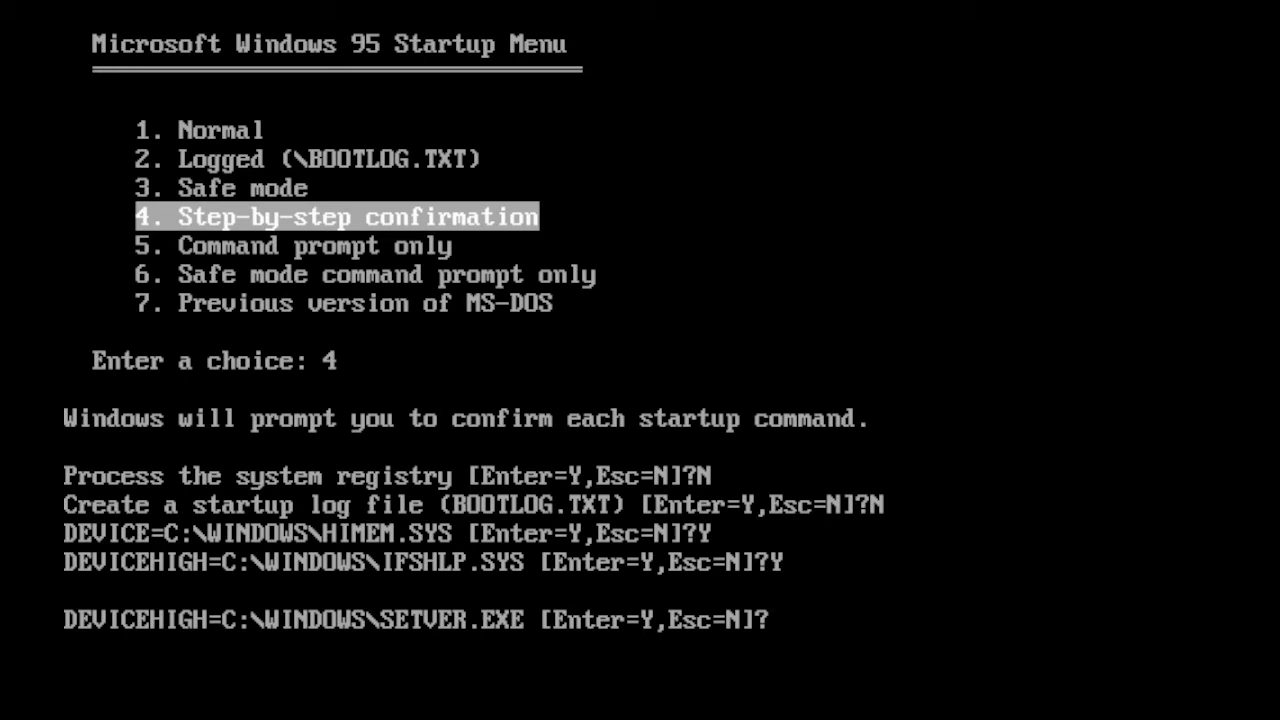 Microsoft Windows 95 Startup Menu
1. Normal
2. Logged (\BOOTLOG.TXT)
3. Safe mode
4. Step-by-step confirmation
5. Command prompt only
6. Safe mode command prompt only
7. Previous version of MS-DOS
Enter a choice: 4
Windows will prompt you to confirm each startup command.
Process the system registry [Enter=Y,Esc=N]?N
Create a startup log file (BOOTLOG.TXT) [Enter=Y,Esc=N]?N
DEVICE=C:\WINDOWS\HIMEM.SYS [Enter=Y,Esc=N]?Y
DEVICEHIGH=C:\WINDOWS\IFSHLP.SYS [Enter=Y,Esc=N]?Y
DEVICEHIGH=C:\WINDOWS\SETVER.EXE [Enter=Y,Esc=N]?